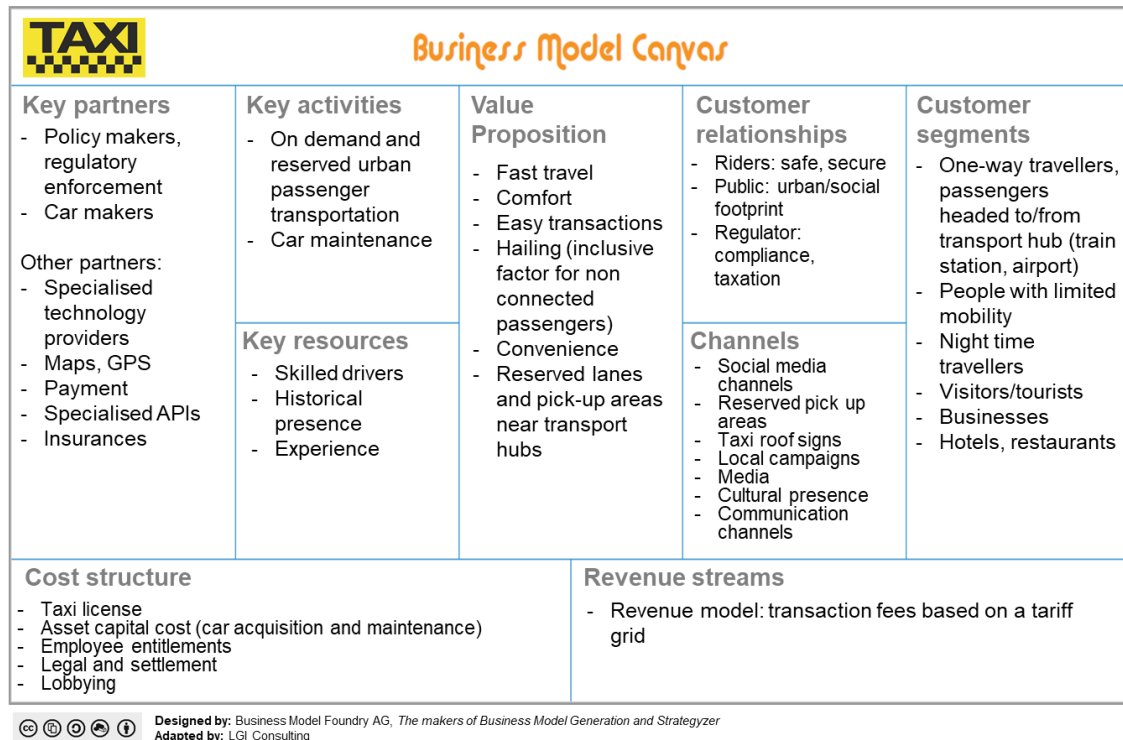 TAXI
Business Model Canvas
Key partners
- Policy makers,
regulatory
enforcement
- Car makers
Other partners:
- Specialised
technology
providers
- Maps, GPS
- Payment
- Specialised APIs
- Insurances
Key activities
- On demand and
reserved urban
passenger
transportation
- Car maintenance
Key resources
- Skilled drivers
- Historical
presence
- Experience
Value
Proposition
- Fast travel
- Comfort
- Easy transactions
- Hailing (inclusive
factor for non
connected
passengers)
- Convenience
- Reserved lanes
and pick-up areas
near transport
hubs
Customer
relationships
- Riders: safe, secure
- Public: urban/social
footprint
- Regulator:
compliance,
taxation
Channels
- Social media
channels
- Reserved pick up
areas
- Taxi roof signs
- Local campaigns
- Media
- Cultural presence
- Communication
channels
Customer
segments
- One-way travellers,
passengers
headed to/from
transport hub (train
station, airport)
- People with limited
mobility
- Night time
travellers
- Visitors/tourists
- Businesses
- Hotels, restaurants
Cost structure
- Taxi license
- Asset capital cost (car acquisition and maintenance)
- Employee entitlements
- Legal and settlement
- Lobbying
Revenue streams
- Revenue model: transaction fees based on a tariff
grid
cc
Designed by: Business Model Foundry AG, The makers of Business Model Generation and Strategyzer
Adapted by: LGI Consulting